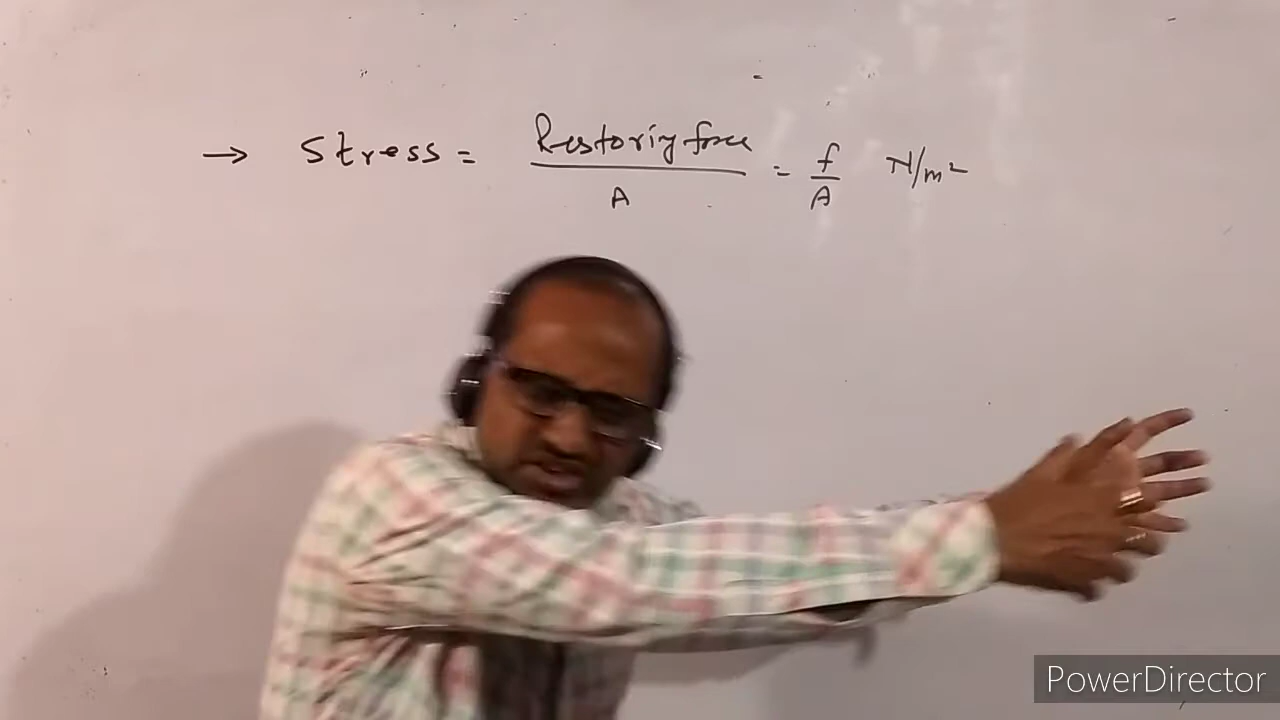 → Stress = Restoring force / A = f / A N/m²
PowerDirector